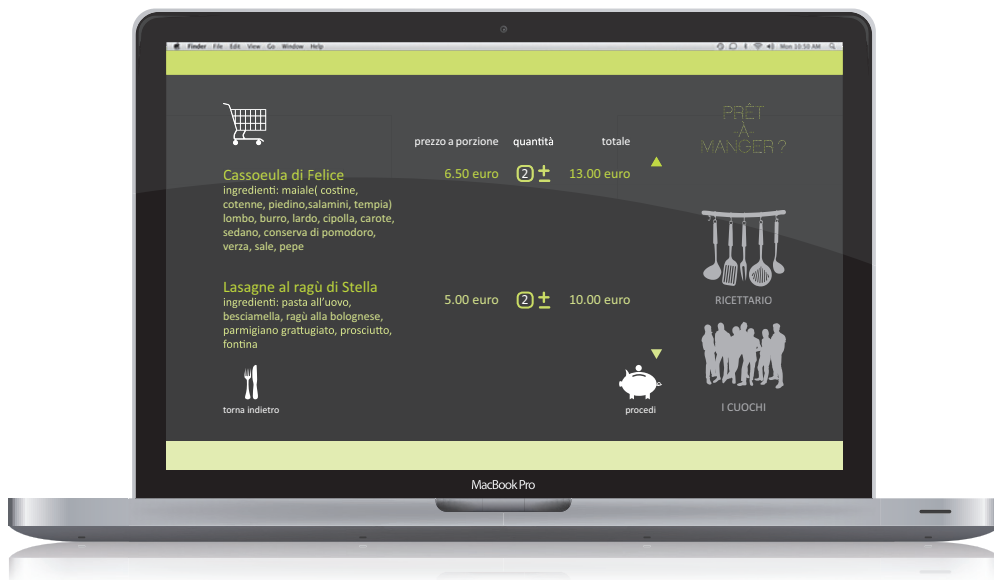 Finder File Edit View Go Window Help
Mon 10:50 AM
PRÊT
-À-
MANGER ?
prezzo a porzione quantità totale
Cassoeula di Felice 6.50 euro 2 ± 13.00 euro
ingredienti: maiale( costine,
cotenne, piedino,salamini, tempia)
lombo, burro, lardo, cipolla, carote,
sedano, conserva di pomodoro,
verza, sale, pepe
Lasagne al ragù di Stella 5.00 euro 2 ± 10.00 euro
ingredienti: pasta all'uovo,
besciamella, ragù alla bolognese,
parmigiano grattugiato, prosciutto,
fontina
RICETTARIO
I CUOCHI
torna indietro
procedi
MacBook Pro